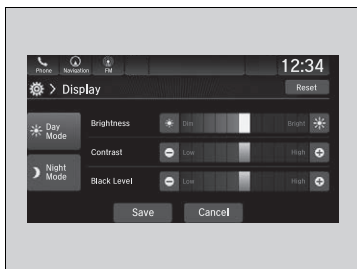 Phone Navigation FM 12:34
Display Reset
Day Mode
Brightness Dim Bright
Contrast Low High
Night Mode
Black Level Low High
Save Cancel